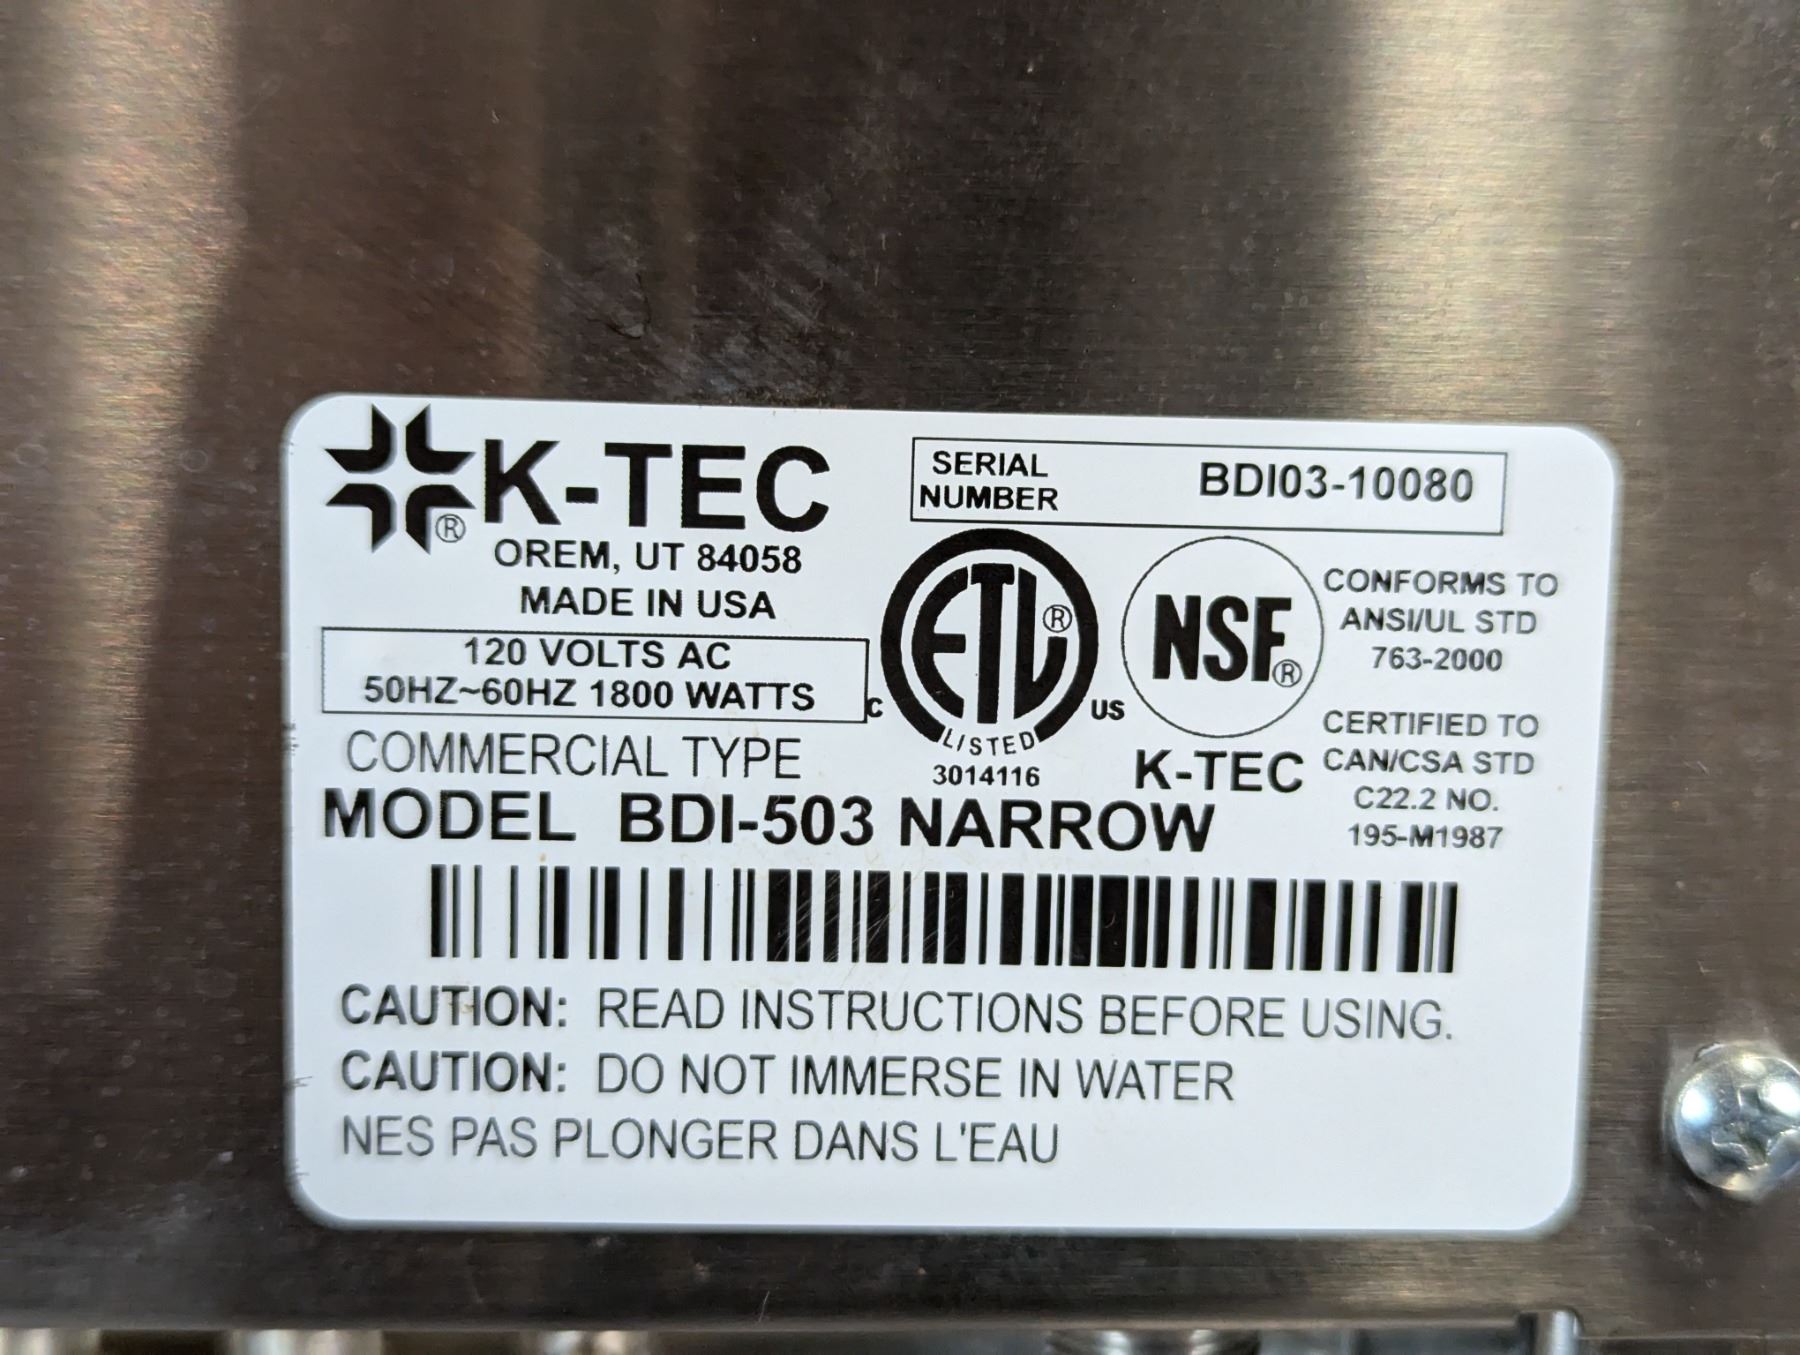 K-TEC®
OREM, UT 84058
MADE IN USA
120 VOLTS AC
50HZ~60HZ 1800 WATTS
COMMERCIAL TYPE
MODEL BDI-503 NARROW
SERIAL
NUMBER
BDI03-10080
C ETL® US
LISTED
3014116
NSF®
K-TEC
CONFORMS TO
ANSI/UL STD
763-2000
CERTIFIED TO
CAN/CSA STD
C22.2 NO.
195-M1987
CAUTION: READ INSTRUCTIONS BEFORE USING.
CAUTION: DO NOT IMMERSE IN WATER
NES PAS PLONGER DANS L'EAU